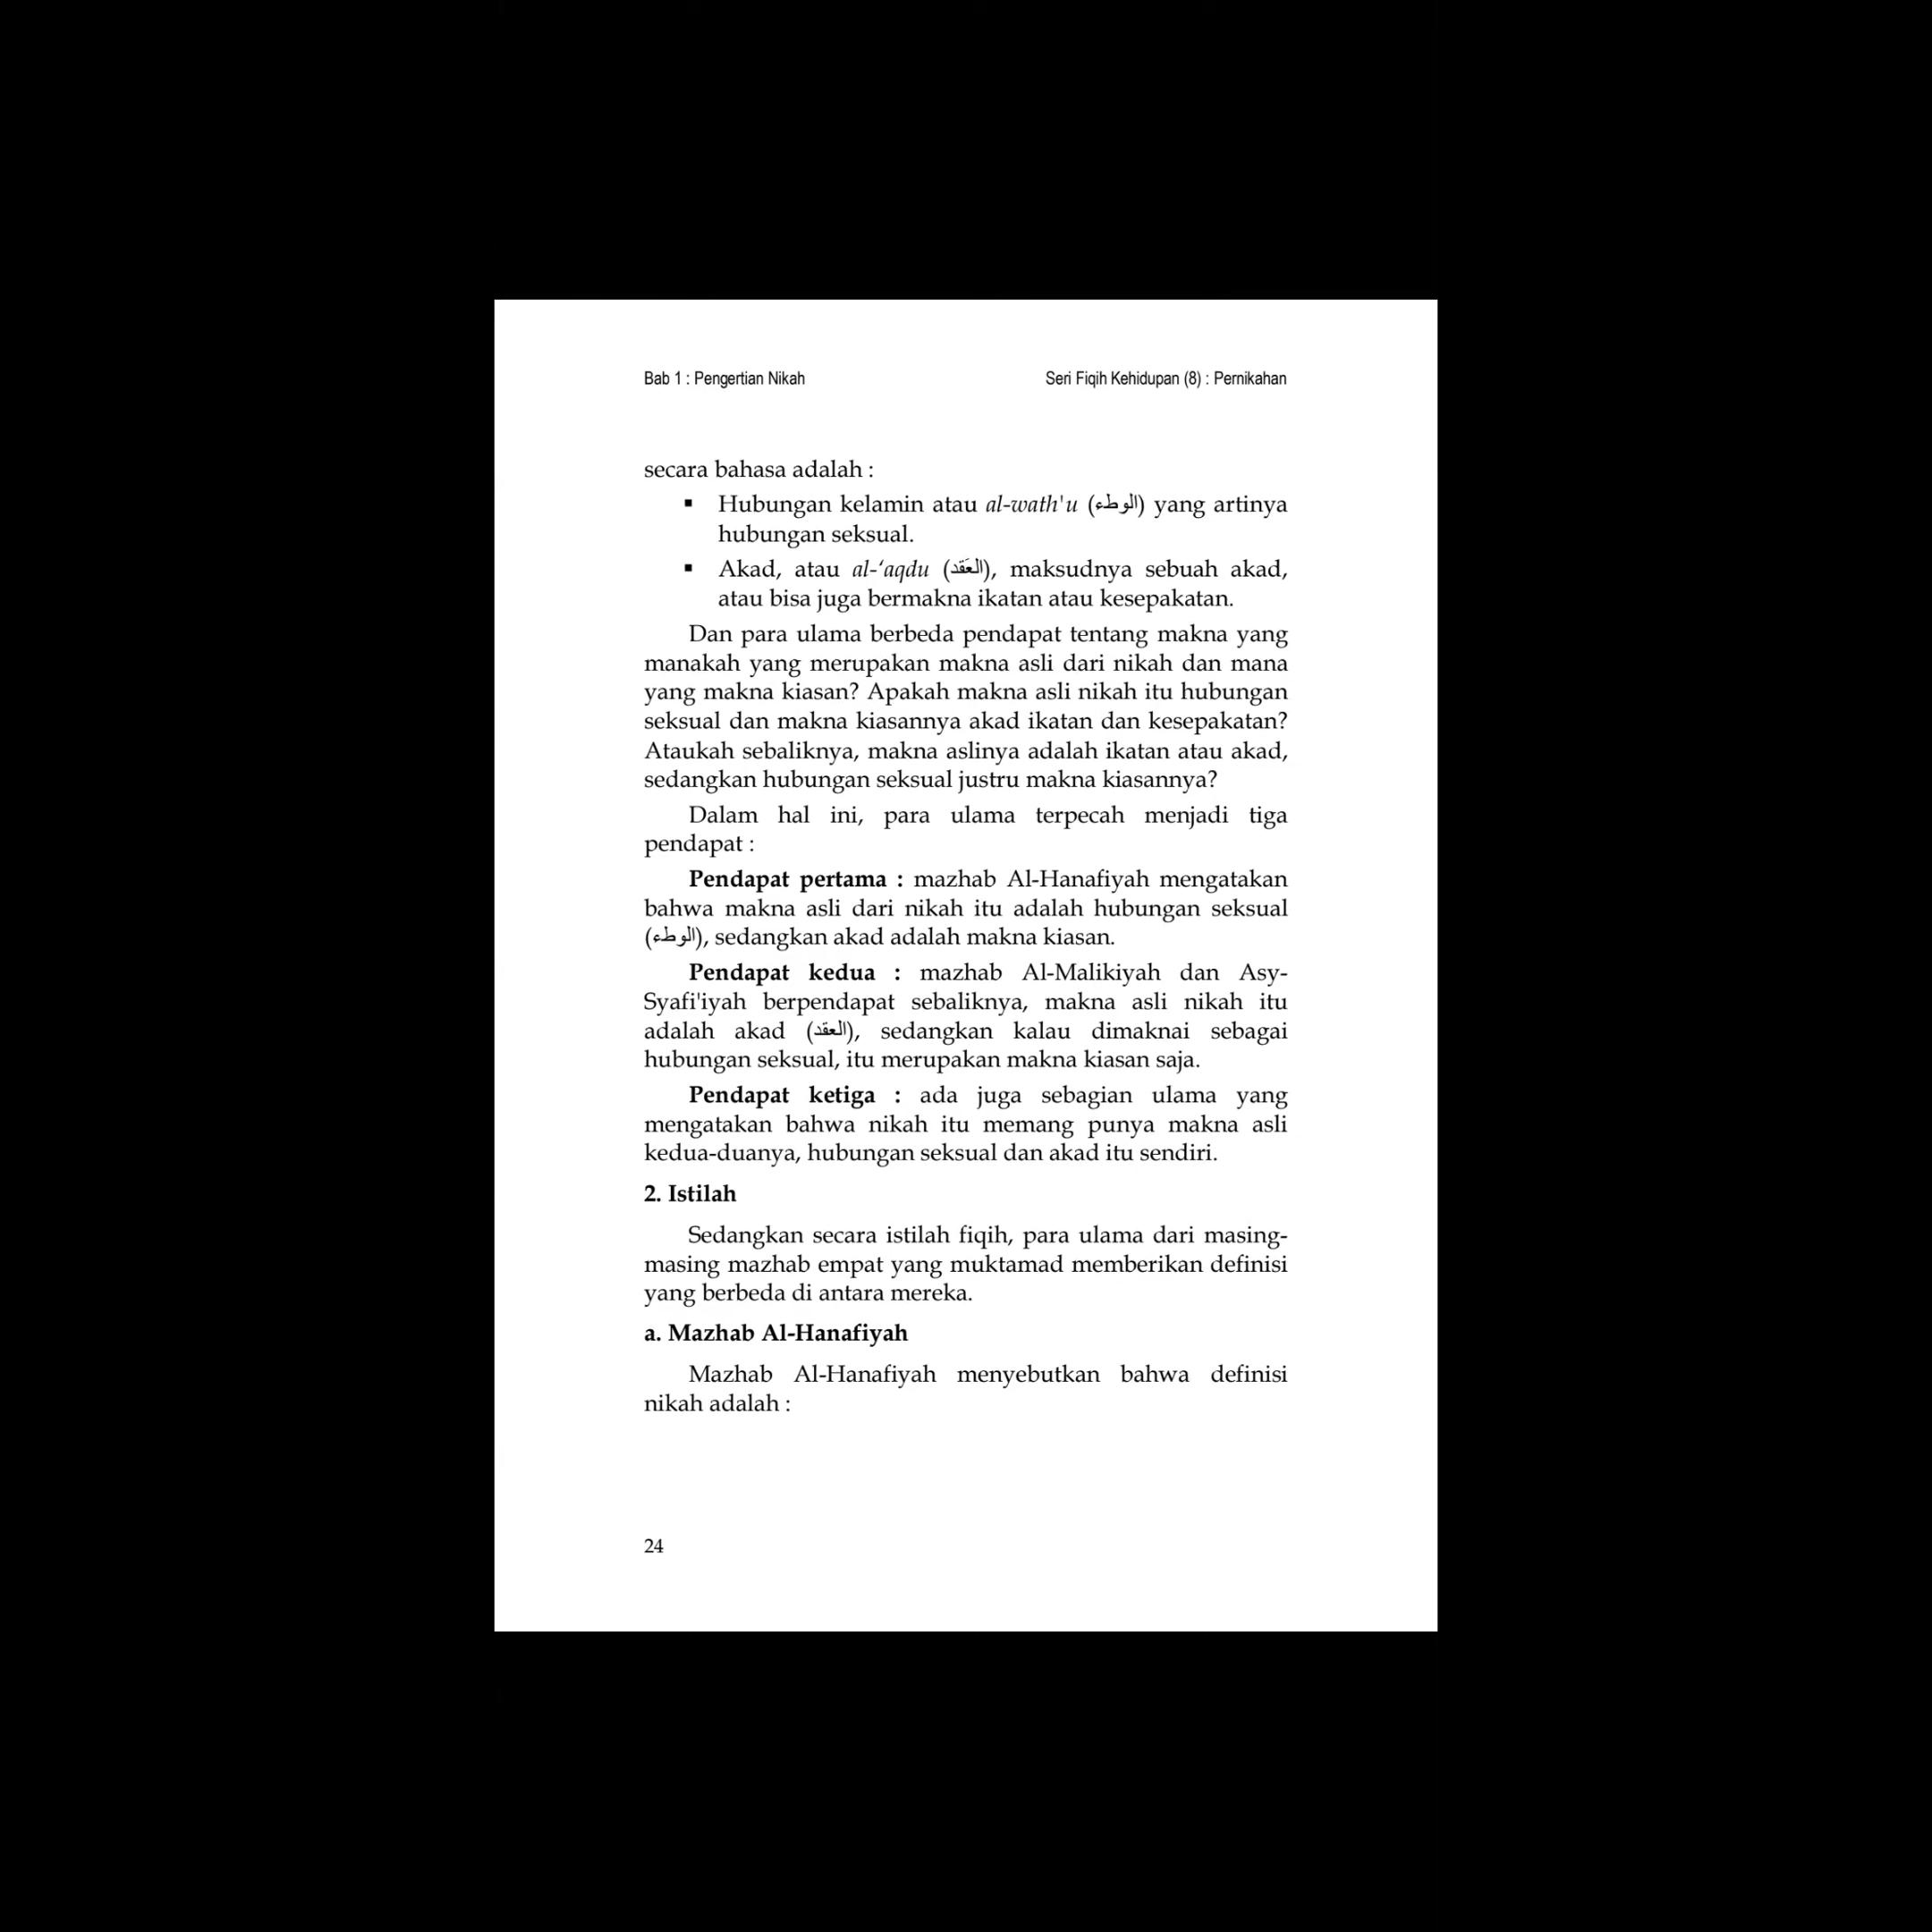 Bab 1 : Pengertian Nikah Seri Fiqih Kehidupan (8) : Pernikahan
secara bahasa adalah :
▪ Hubungan kelamin atau al-wath'u (الوطء) yang artinya
hubungan seksual.
▪ Akad, atau al-‘aqdu (العَقد), maksudnya sebuah akad,
atau bisa juga bermakna ikatan atau kesepakatan.
Dan para ulama berbeda pendapat tentang makna yang
manakah yang merupakan makna asli dari nikah dan mana
yang makna kiasan? Apakah makna asli nikah itu hubungan
seksual dan makna kiasannya akad ikatan dan kesepakatan?
Ataukah sebaliknya, makna aslinya adalah ikatan atau akad,
sedangkan hubungan seksual justru makna kiasannya?
Dalam hal ini, para ulama terpecah menjadi tiga
pendapat :
Pendapat pertama : mazhab Al-Hanafiyah mengatakan
bahwa makna asli dari nikah itu adalah hubungan seksual
(الوطء), sedangkan akad adalah makna kiasan.
Pendapat kedua : mazhab Al-Malikiyah dan Asy-
Syafi'iyah berpendapat sebaliknya, makna asli nikah itu
adalah akad (العقد), sedangkan kalau dimaknai sebagai
hubungan seksual, itu merupakan makna kiasan saja.
Pendapat ketiga : ada juga sebagian ulama yang
mengatakan bahwa nikah itu memang punya makna asli
kedua-duanya, hubungan seksual dan akad itu sendiri.
2. Istilah
Sedangkan secara istilah fiqih, para ulama dari masing-
masing mazhab empat yang muktamad memberikan definisi
yang berbeda di antara mereka.
a. Mazhab Al-Hanafiyah
Mazhab Al-Hanafiyah menyebutkan bahwa definisi
nikah adalah :
24